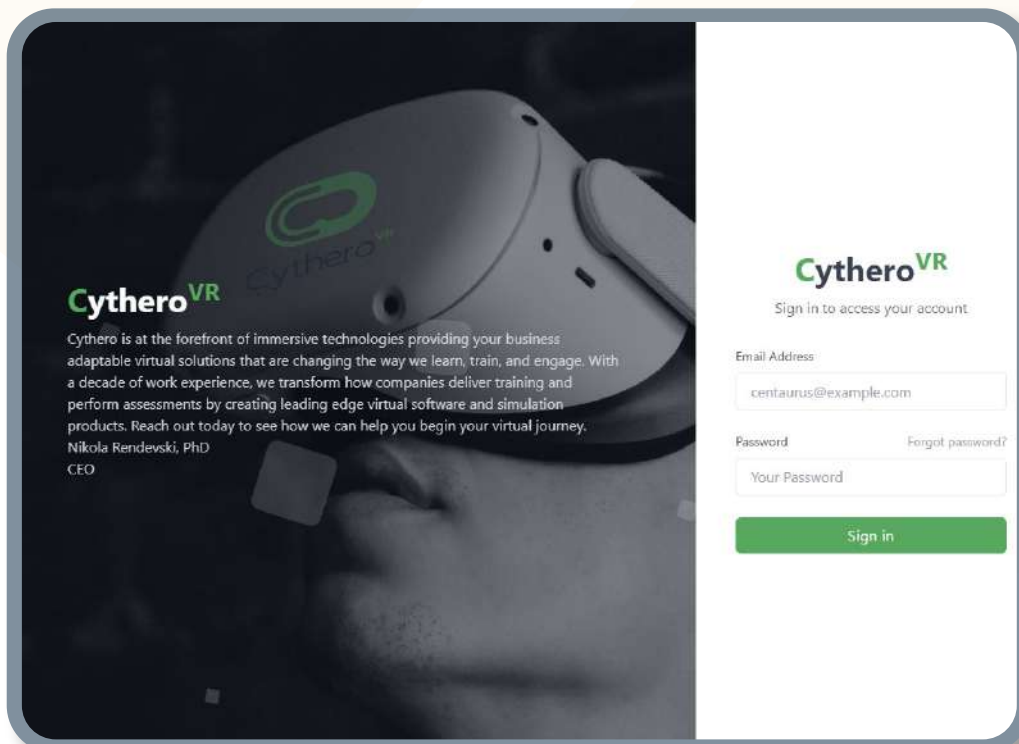 Cythero VR
CytheroVR
Cythero is at the forefront of immersive technologies providing your business
adaptable virtual solutions that are changing the way we learn, train, and engage. With
a decade of work experience, we transform how companies deliver training and
perform assessments by creating leading edge virtual software and simulation
products. Reach out today to see how we can help you begin your virtual journey.
Nikola Rendevski, PhD
CEO
CytheroVR
Sign in to access your account
Email Address
centaurus@example.com
Password Forgot password?
Your Password
Sign in